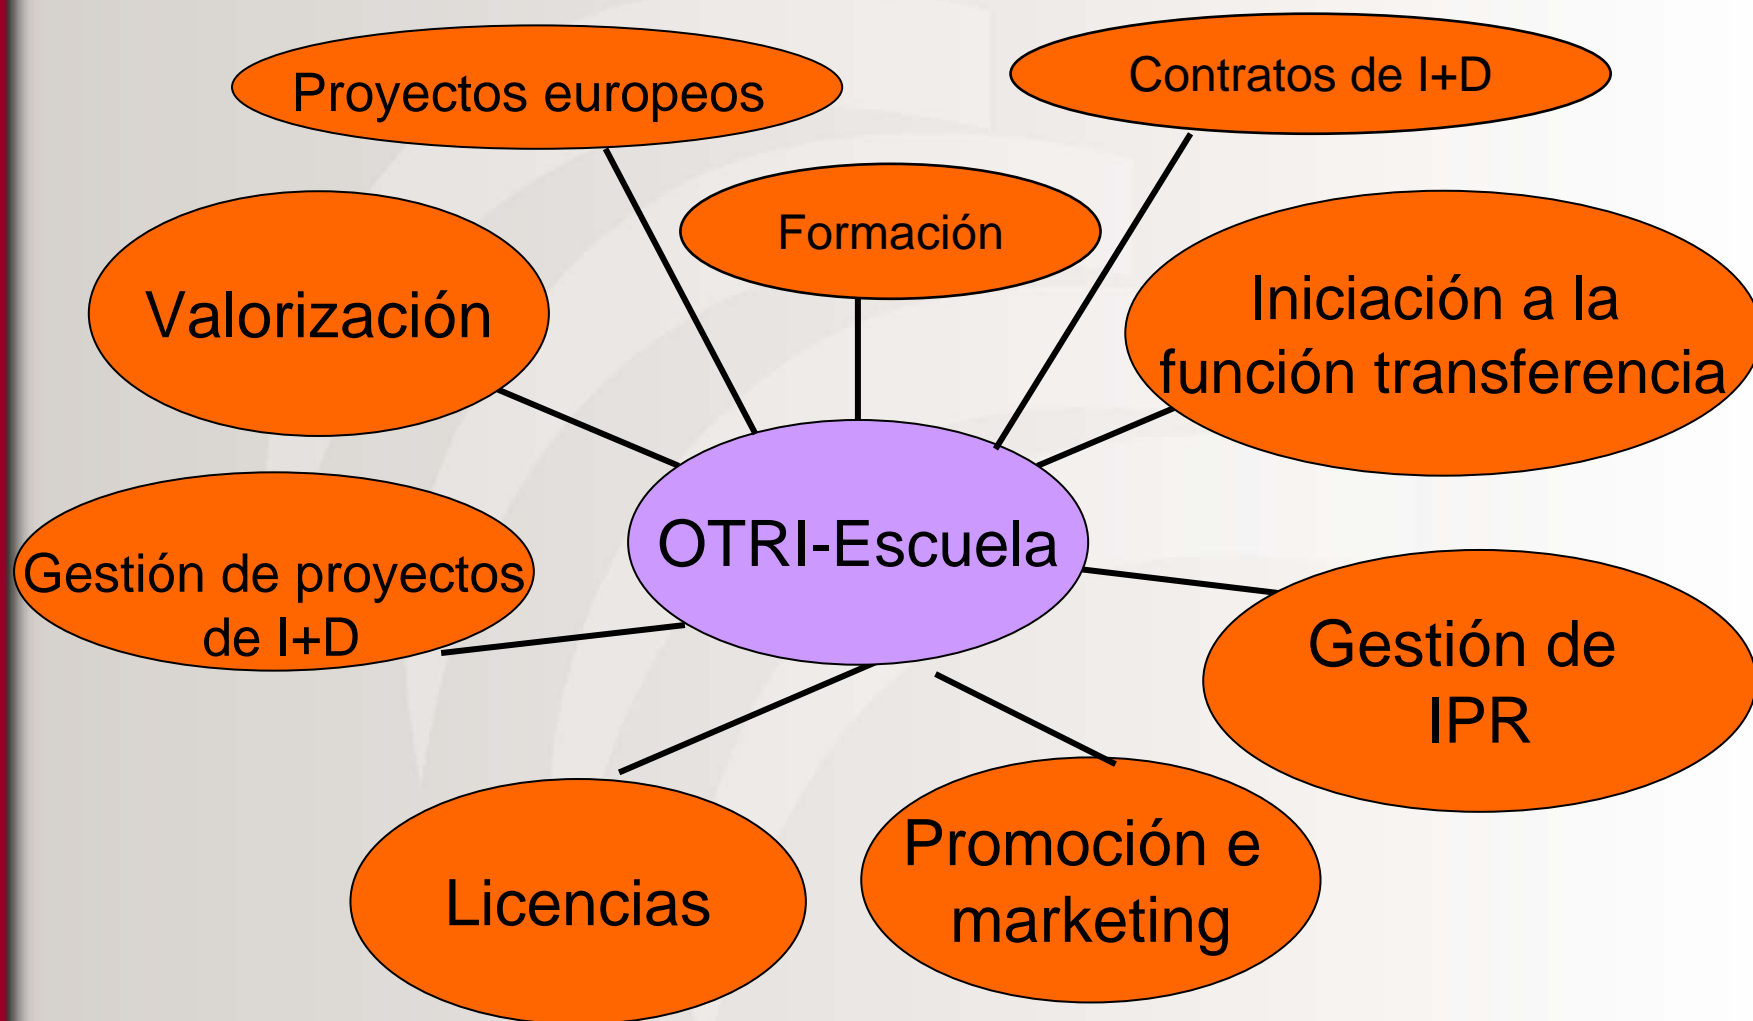 Proyectos europeos
Contratos de I+D
Formación
Valorización
Iniciación a la
función transferencia
OTRI-Escuela
Gestión de proyectos
de I+D
Gestión de
IPR
Licencias
Promoción e
marketing